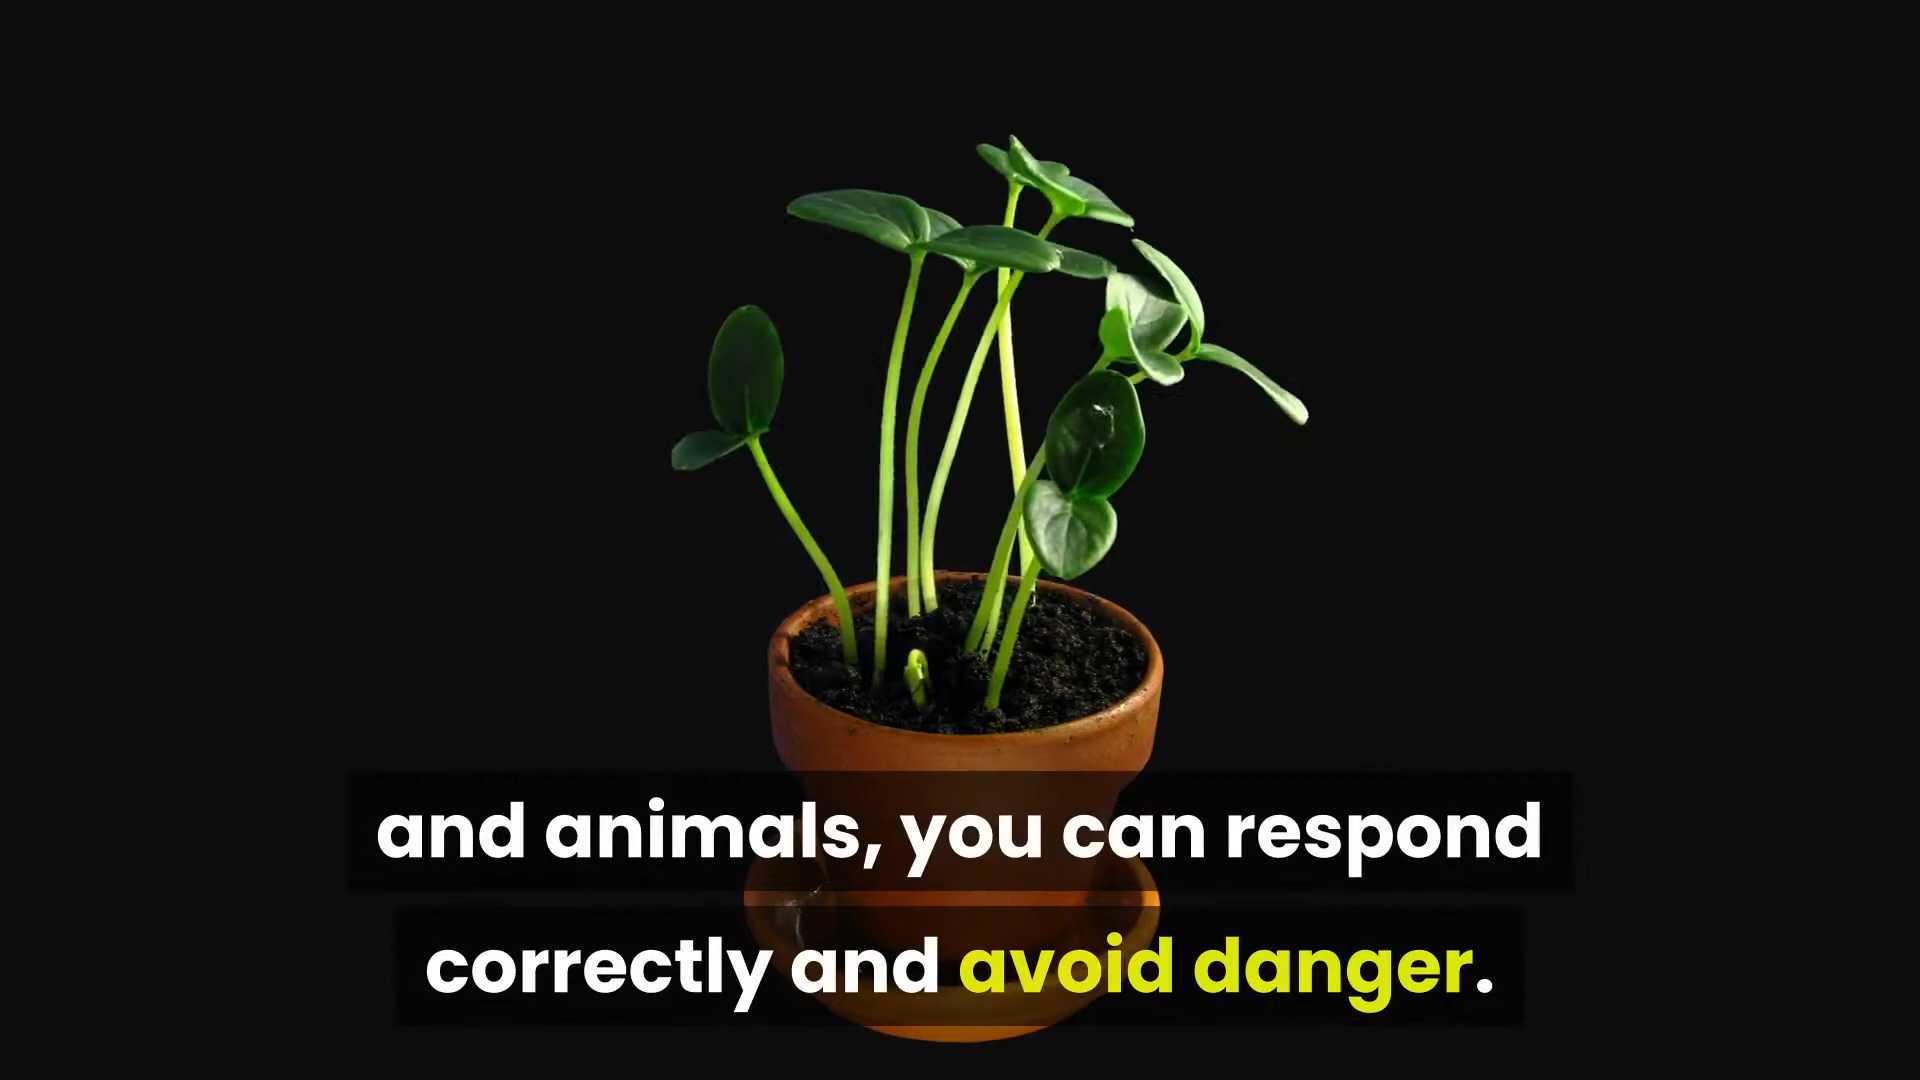 and animals, you can respond
correctly and avoid danger.